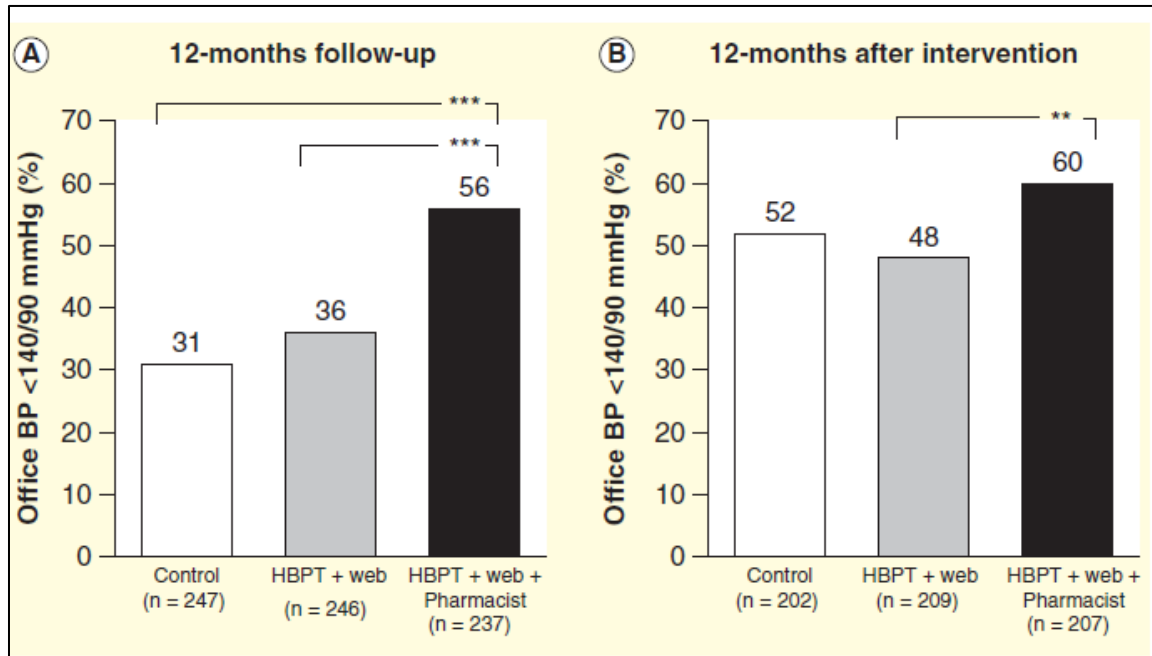 A 12-months follow-up
***
***
Office BP <140/90 mmHg (%)
70
60
50
40
30
20
10
0
31
36
56
Control
(n = 247)
HBPT + web
(n = 246)
HBPT + web +
Pharmacist
(n = 237)
B 12-months after intervention
**
Office BP <140/90 mmHg (%)
70
60
50
40
30
20
10
0
52
48
60
Control
(n = 202)
HBPT + web
(n = 209)
HBPT + web +
Pharmacist
(n = 207)